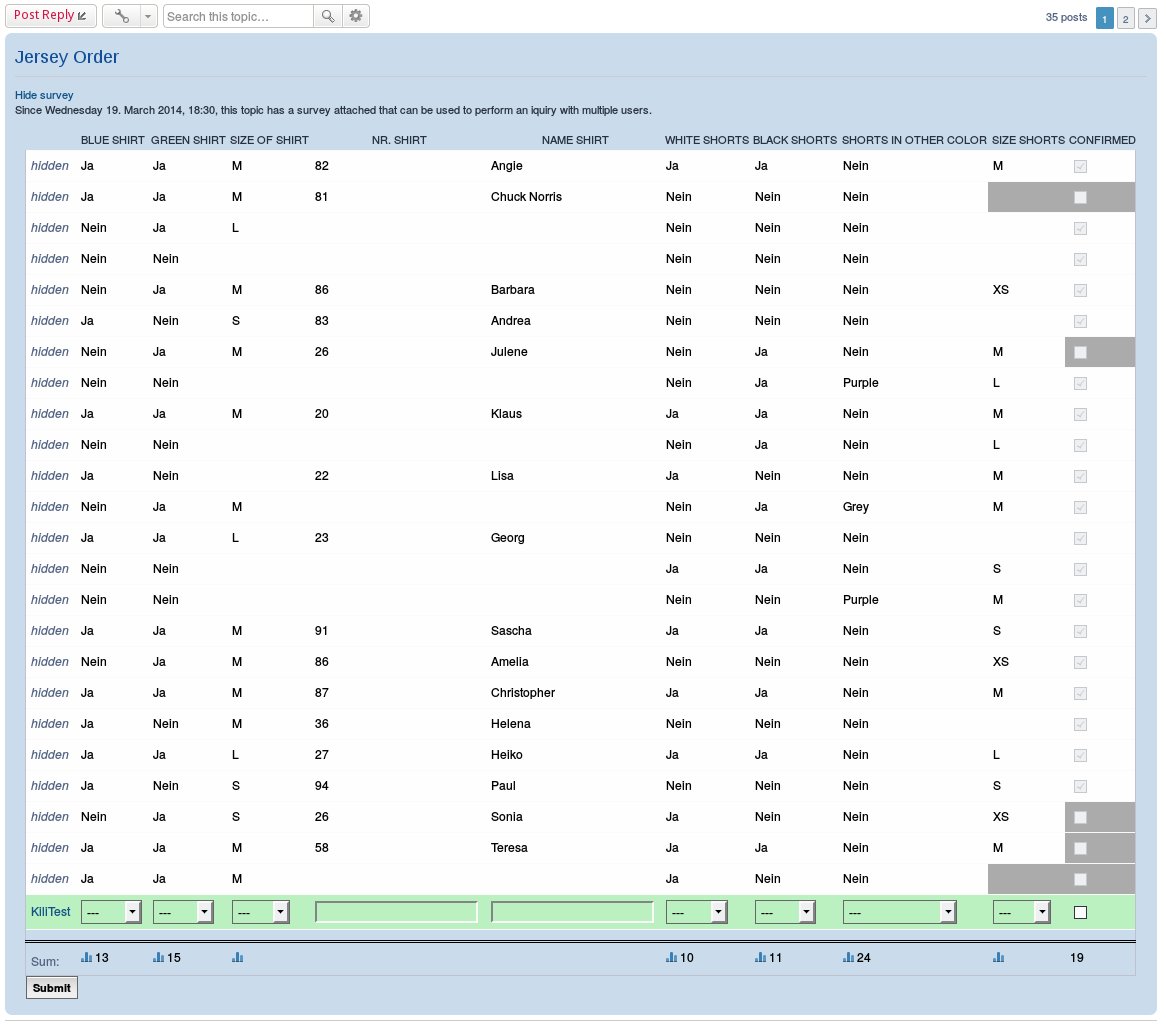 Post Reply Search this topic... 35 posts 1 2
Jersey Order
Hide survey
Since Wednesday 19. March 2014, 18:30, this topic has a survey attached that can be used to perform an iquiry with multiple users.
BLUE SHIRT GREEN SHIRT SIZE OF SHIRT NR. SHIRT NAME SHIRT WHITE SHORTS BLACK SHORTS SHORTS IN OTHER COLOR SIZE SHORTS CONFIRMED
hidden Ja Ja M 82 Angie Ja Ja Nein M
hidden Ja Ja M 81 Chuck Norris Nein Nein Nein
hidden Nein Ja L Nein Nein Nein
hidden Nein Nein Nein Nein Nein
hidden Nein Ja M 86 Barbara Nein Nein Nein XS
hidden Ja Nein S 83 Andrea Nein Nein Nein
hidden Nein Ja M 26 Julene Nein Ja Nein M
hidden Nein Nein Nein Ja Purple L
hidden Ja Ja M 20 Klaus Ja Ja Nein M
hidden Nein Nein Nein Ja Nein L
hidden Ja Nein 22 Lisa Ja Nein Nein M
hidden Nein Ja M Nein Ja Grey M
hidden Ja Ja L 23 Georg Nein Nein Nein
hidden Nein Nein Ja Ja Nein S
hidden Nein Nein Nein Nein Purple M
hidden Ja Ja M 91 Sascha Ja Ja Nein S
hidden Nein Ja M 86 Amelia Nein Nein Nein XS
hidden Ja Ja M 87 Christopher Ja Ja Nein M
hidden Ja Nein M 36 Helena Nein Nein Nein
hidden Ja Ja L 27 Heiko Ja Ja Nein L
hidden Ja Nein S 94 Paul Nein Nein Nein S
hidden Nein Ja S 26 Sonia Ja Nein Nein XS
hidden Ja Ja M 58 Teresa Ja Ja Nein M
hidden Ja Ja M Ja Nein Nein
KillTest --- --- --- --- --- --- ---
Sum: 13 15 10 11 24 19
Submit